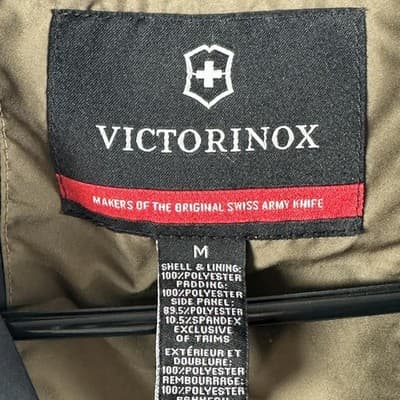 VICTORINOX
MAKERS OF THE ORIGINAL SWISS ARMY KNIFE
M
SHELL & LINING:
100%POLYESTER
PADDING:
100%POLYESTER
SIDE PANEL:
89.5%POLYESTER
10.5%SPANDEX
EXCLUSIVE
OF TRIMS
EXTÉRIEUR ET
DOUBLURE:
100%POLYESTER
REMBOURRAGE:
100%POLYESTER